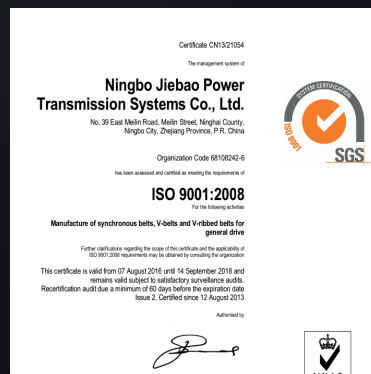 Certificate CN13/21054
The management system of
Ningbo Jiebao Power
Transmission Systems Co., Ltd.
No. 39 East Meilin Road, Meilin Street, Ninghai County,
Ningbo City, Zhejiang Province, P.R. China
Organization Code 68108242-6
has been assessed and certified as meeting the requirements of
ISO 9001:2008
For the following activities
Manufacture of synchronous belts, V-belts and V-ribbed belts for
general drive
Further clarifications regarding the scope of this certificate and the applicability of
ISO 9001:2008 requirements may be obtained by consulting the organization
This certificate is valid from 07 August 2016 until 14 September 2018 and
remains valid subject to satisfactory surveillance audits.
Recertification audit due a minimum of 60 days before the expiration date
Issue 2. Certified since 12 August 2013
Authorised by
SYSTEM CERTIFICATION
ISO 9001
SGS